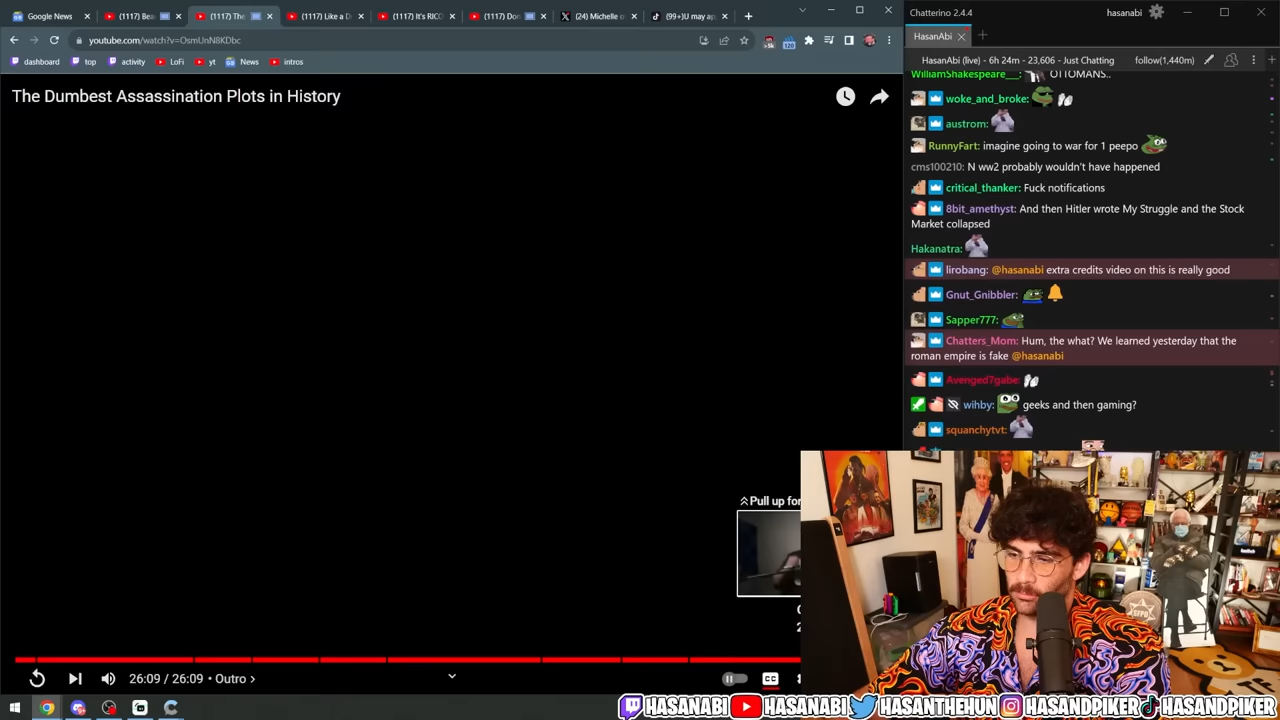 Google News
(1117) Bea
(1117) The
(1117) Like a D
(1117) It's RICO
(1117) Don
(24) Michelle o
(99+)U may ap
youtube.com/watch?v=OsmUnN8KDbc
dashboard
top
activity
LoFi
yt
News
intros
The Dumbest Assassination Plots in History
Pull up for
26:09 / 26:09 • Outro
CC
Chatterino 2.4.4
hasanabi
HasanAbi
HasanAbi (live) - 6h 24m - 23,606 - Just Chatting
follow(1,440m)
WilliamShakespeare__: OTTOMANS..
woke_and_broke:
austrom:
RunnyFart: imagine going to war for 1 peepo
cms100210: N ww2 probably wouldn't have happened
critical_thanker: Fuck notifications
8bit_amethyst: And then Hitler wrote My Struggle and the Stock
Market collapsed
Hakanatra:
lirobang: @hasanabi extra credits video on this is really good
Gnut_Gnibbler:
Sapper777:
Chatters_Mom: Hum, the what? We learned yesterday that the
roman empire is fake @hasanabi
Avenged7gabe:
wihby: geeks and then gaming?
squanchytvt:
SFPD
HASANABI
HASANABI
HASANTHEHUN
HASANDPIKER
HASANDPIKER